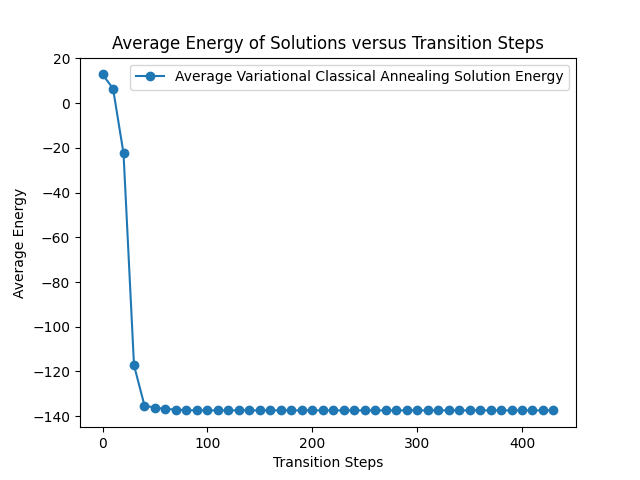 Average Energy of Solutions versus Transition Steps
Average Variational Classical Annealing Solution Energy
20
0
−20
−40
−60
−80
−100
−120
−140
Average Energy
0 100 200 300 400
Transition Steps